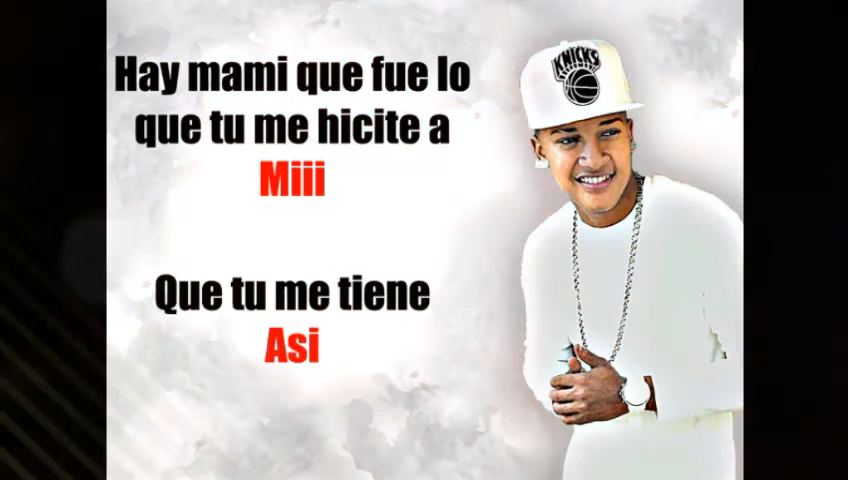 Hay mami que fue lo
que tu me hicite a
Miii
Que tu me tiene
Asi
KNICKS